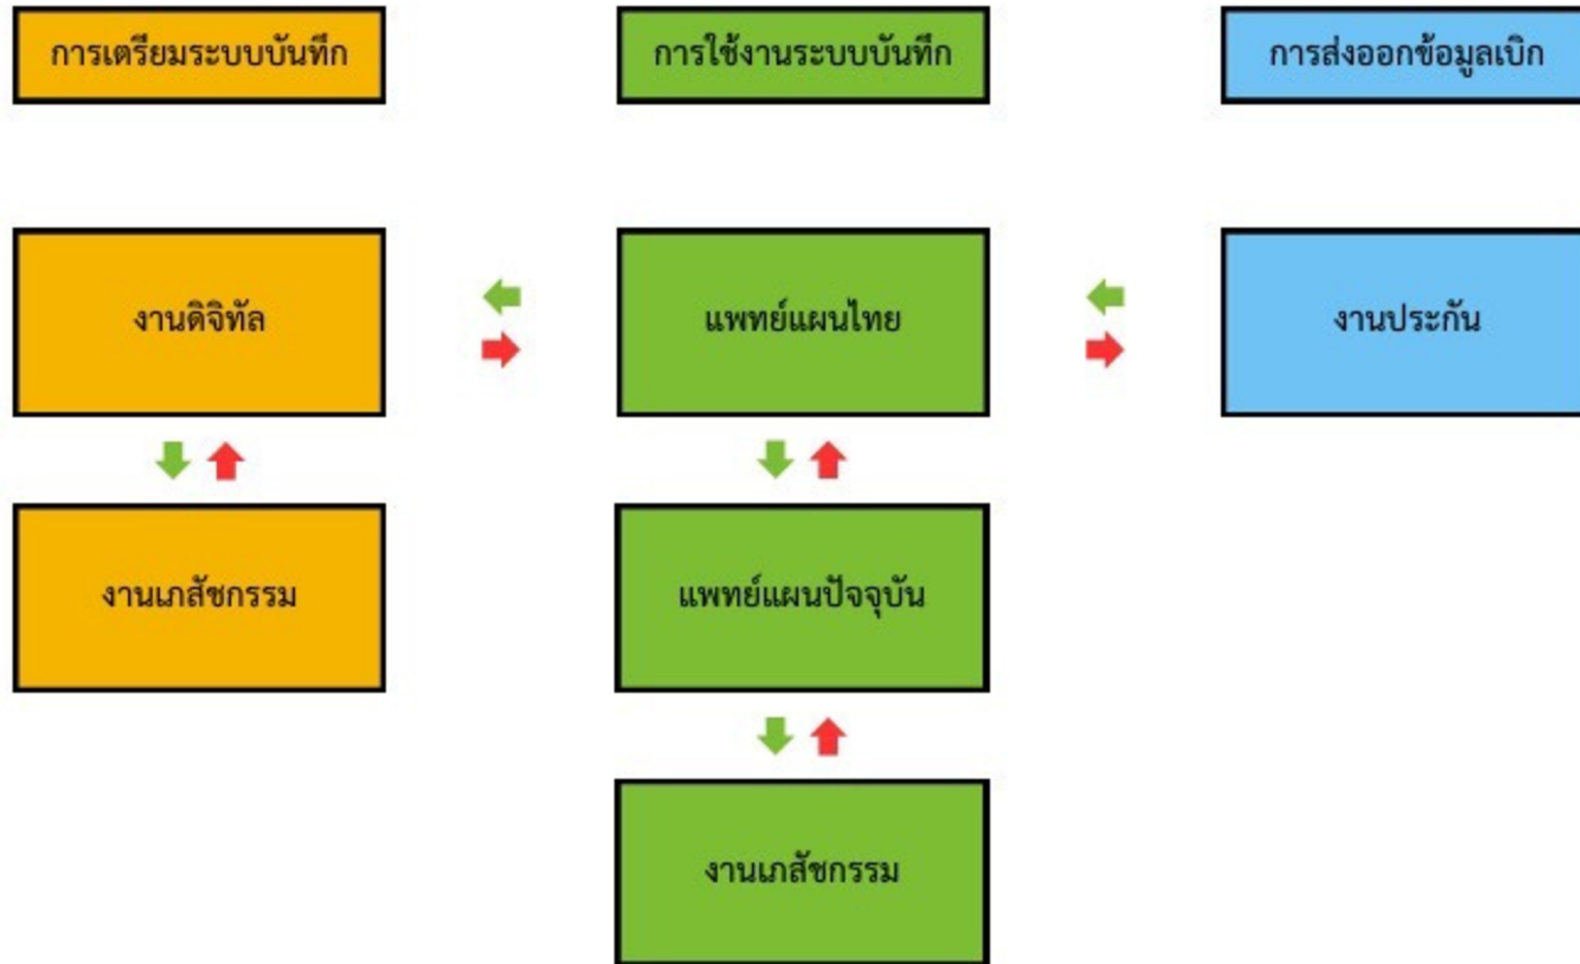 การเตรียมระบบบันทึก
การใช้งานระบบบันทึก
การส่งออกข้อมูลเบิก
งานดิจิทัล
แพทย์แผนไทย
งานประกัน
งานเภสัชกรรม
แพทย์แผนปัจจุบัน
งานเภสัชกรรม